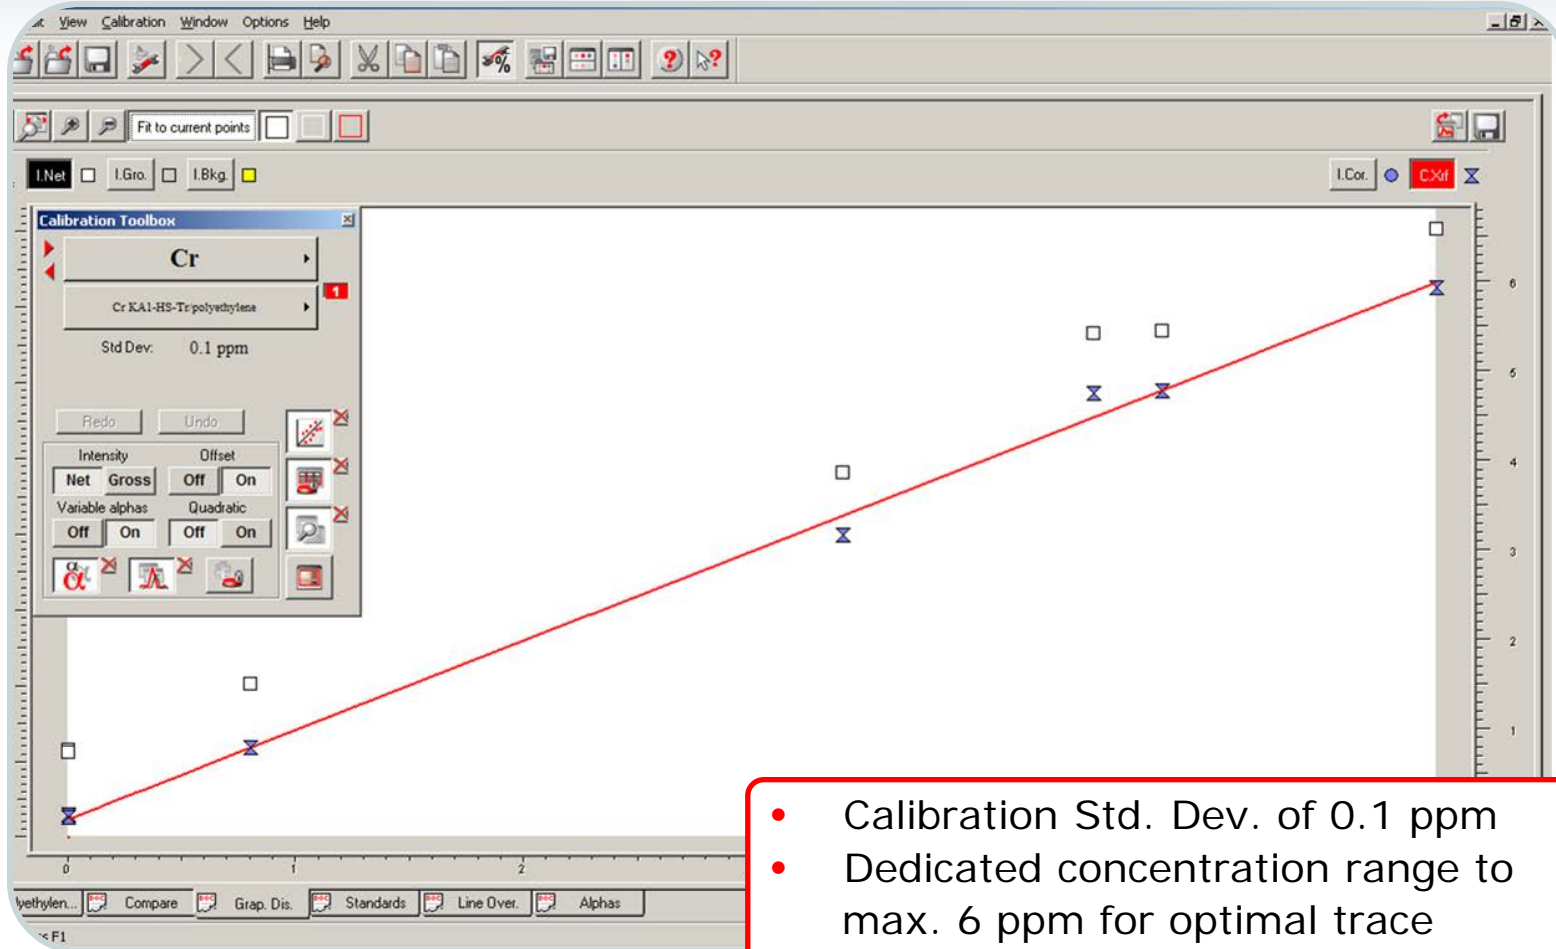 View Calibration Window Options Help
Fit to current points
I.Net I.Gro. I.Bkg. I.Cor. C.Xrf
Calibration Toolbox
Cr
1
Cr KA1-HS-Tr/polyethylene
Std Dev: 0.1 ppm
Redo Undo
Intensity Offset
Net Gross Off On
Variable alphas Quadratic
Off On Off On
6
5
4
3
2
1
0 1 2
Compare Grap. Dis. Standards Line Over. Alphas
F1
• Calibration Std. Dev. of 0.1 ppm
• Dedicated concentration range to
max. 6 ppm for optimal trace